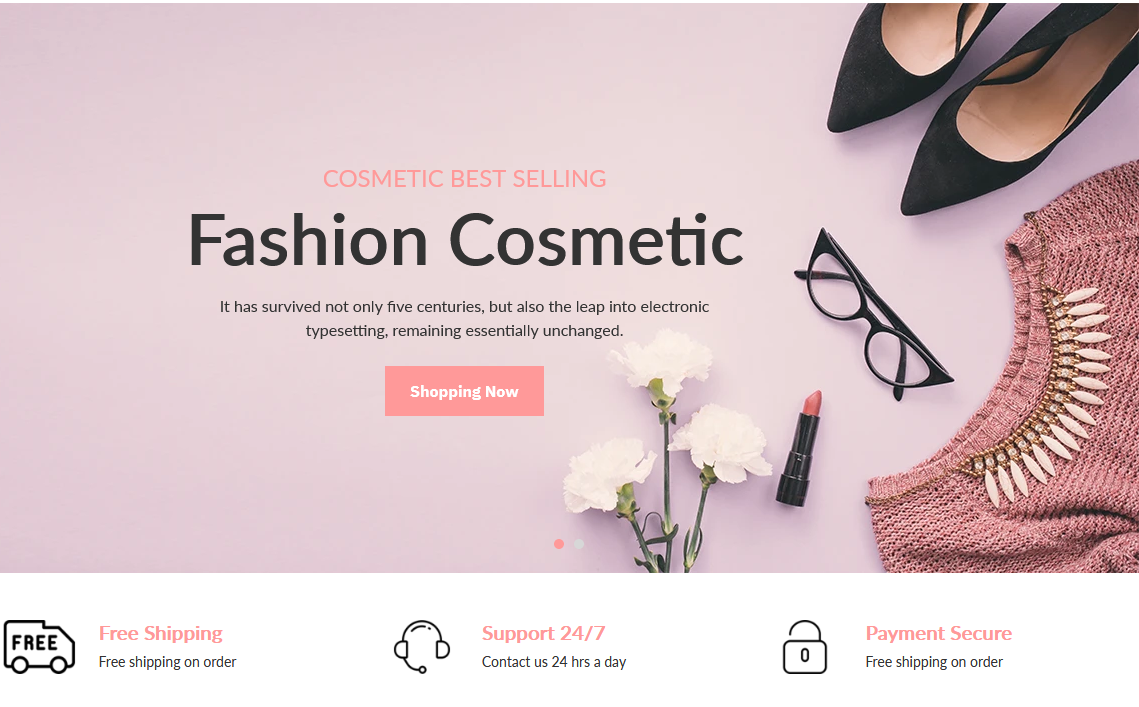 COSMETIC BEST SELLING
Fashion Cosmetic
It has survived not only five centuries, but also the leap into electronic
typesetting, remaining essentially unchanged.
Shopping Now
FREE
Free Shipping
Free shipping on order
Support 24/7
Contact us 24 hrs a day
0
Payment Secure
Free shipping on order